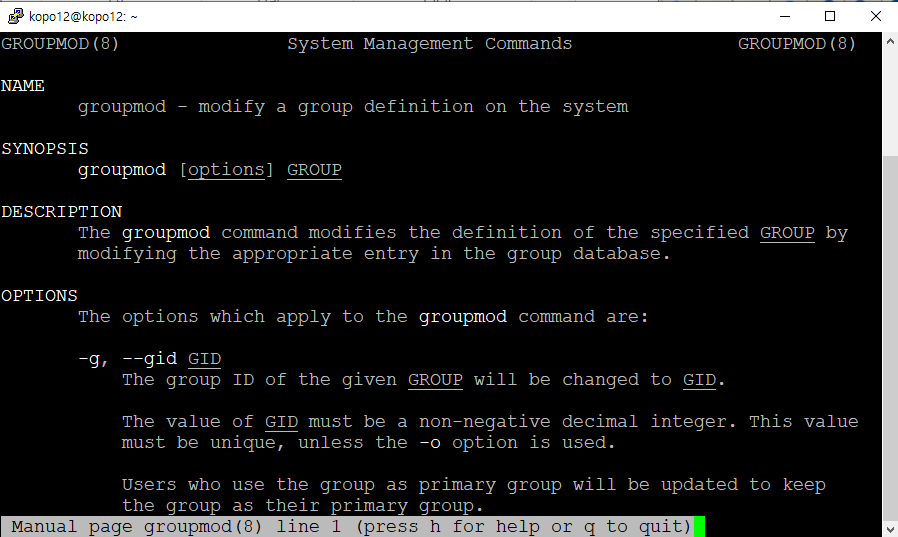 kopo12@kopo12: ~
GROUPMOD(8) System Management Commands GROUPMOD(8)
NAME
groupmod - modify a group definition on the system
SYNOPSIS
groupmod [options] GROUP
DESCRIPTION
The groupmod command modifies the definition of the specified GROUP by
modifying the appropriate entry in the group database.
OPTIONS
The options which apply to the groupmod command are:
-g, --gid GID
The group ID of the given GROUP will be changed to GID.
The value of GID must be a non-negative decimal integer. This value
must be unique, unless the -o option is used.
Users who use the group as primary group will be updated to keep
the group as their primary group.
Manual page groupmod(8) line 1 (press h for help or q to quit)